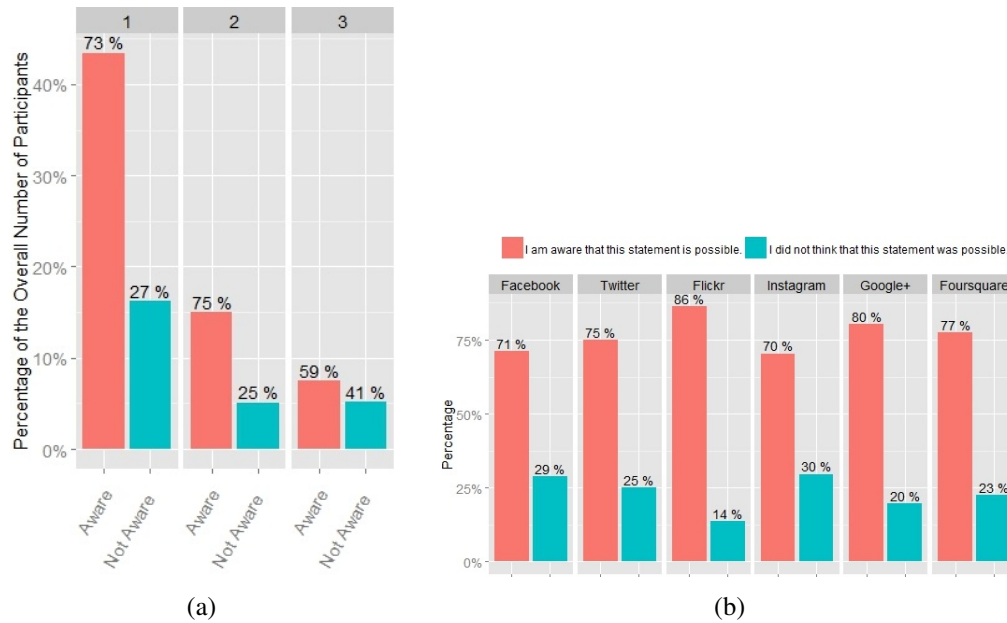 1 2 3
73 %
27 %
75 %
25 %
59 %
41 %
Percentage of the Overall Number of Participants
40%
30%
20%
10%
0%
Aware
Not Aware
Aware
Not Aware
Aware
Not Aware
(a)
I am aware that this statement is possible. I did not think that this statement was possible
Facebook Twitter Flickr Instagram Google+ Foursquare
71 % 29 % 75 % 25 % 86 % 14 % 70 % 30 % 80 % 20 % 77 % 23 %
Percentage
75%
50%
25%
0%
(b)